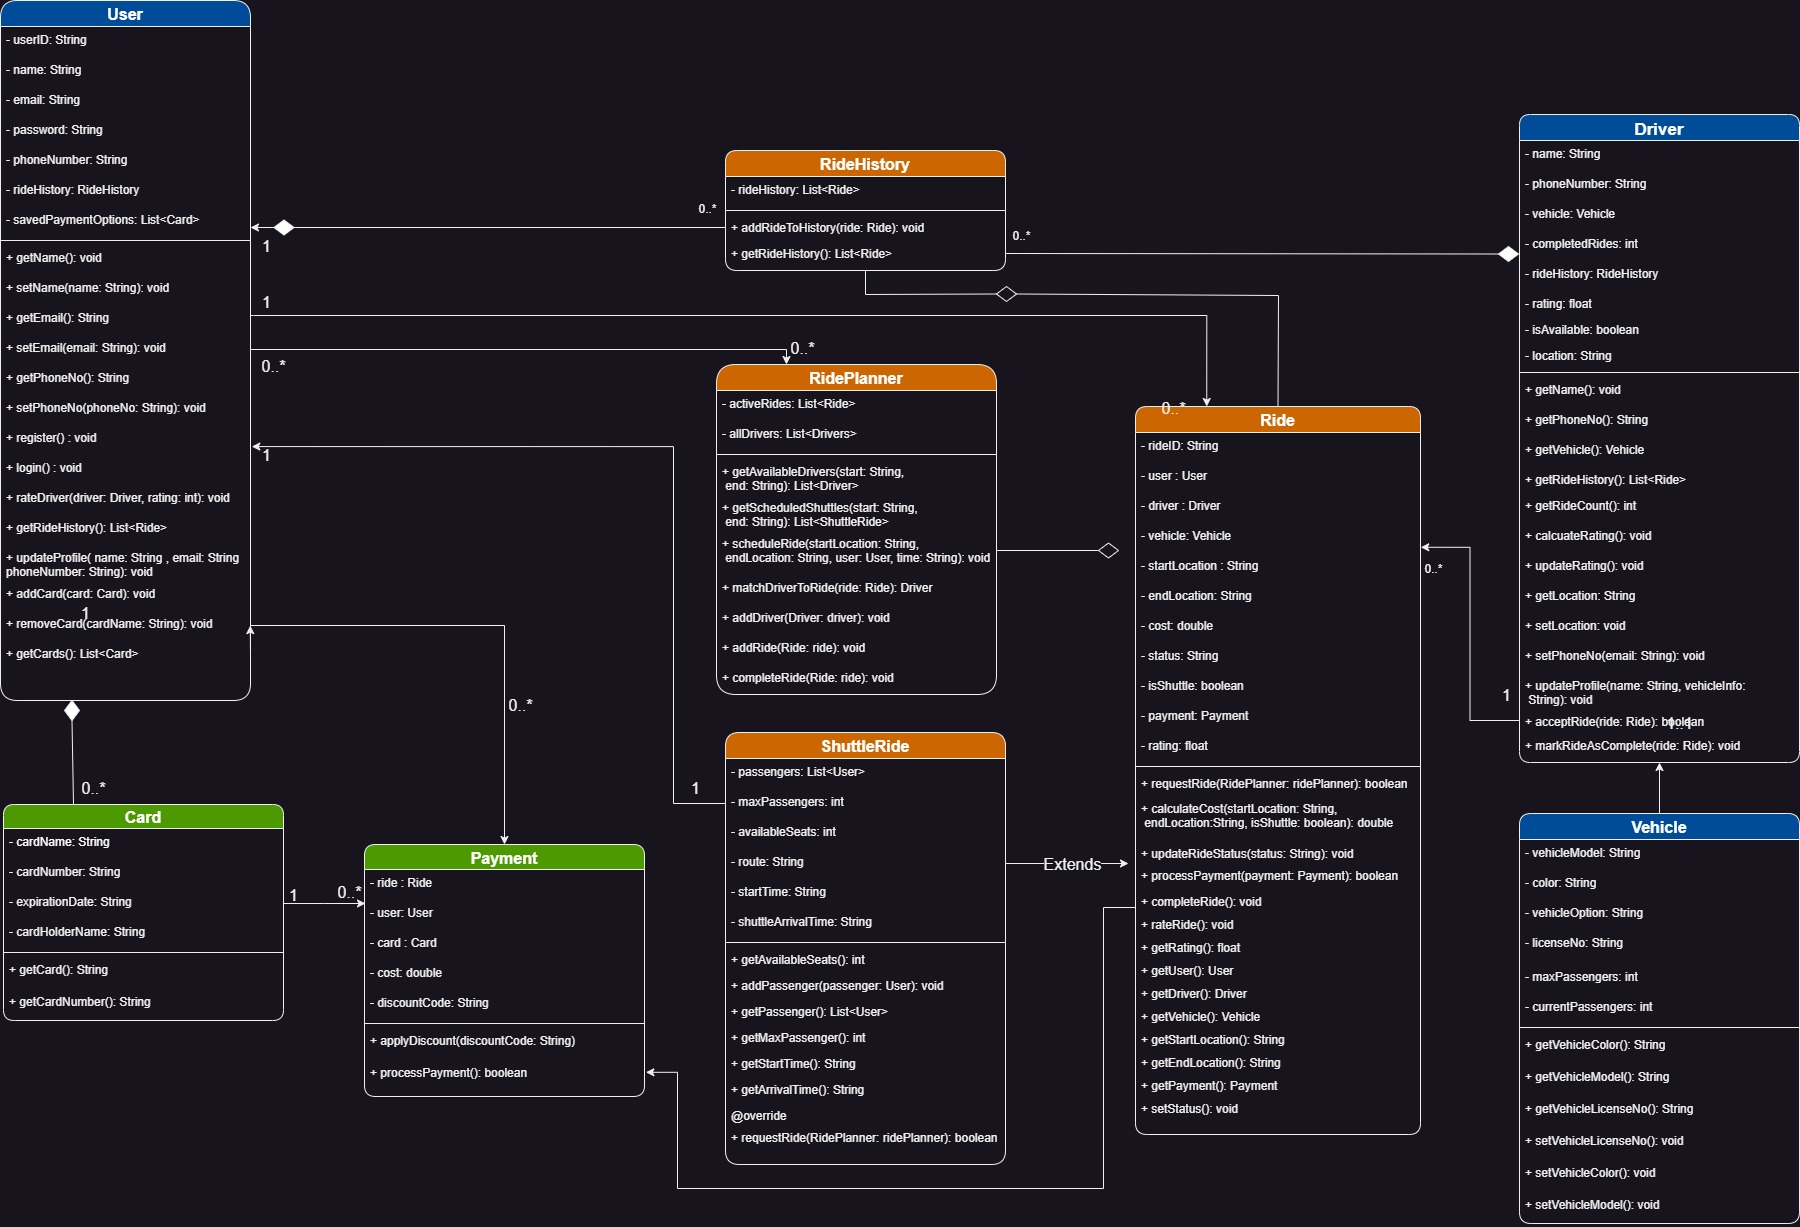 User
- userID: String
- name: String
- email: String
- password: String
- phoneNumber: String
- rideHistory: RideHistory
- savedPaymentOptions: List<Card>
+ getName(): void
+ setName(name: String): void
+ getEmail(): String
+ setEmail(email: String): void
+ getPhoneNo(): String
+ setPhoneNo(phoneNo: String): void
+ register() : void
+ login() : void
+ rateDriver(driver: Driver, rating: int): void
+ getRideHistory(): List<Ride>
+ updateProfile( name: String , email: String
phoneNumber: String): void
+ addCard(card: Card): void
1
+ removeCard(cardName: String): void
+ getCards(): List<Card>
1
1
0..*
1
0..*
0..*
Card
- cardName: String
- cardNumber: String
- expirationDate: String
- cardHolderName: String
+ getCard(): String
+ getCardNumber(): String
1
0..*
Payment
- ride : Ride
- user: User
- card : Card
- cost: double
- discountCode: String
+ applyDiscount(discountCode: String)
+ processPayment(): boolean
RideHistory
- rideHistory: List<Ride>
+ addRideToHistory(ride: Ride): void
+ getRideHistory(): List<Ride>
0..*
0..*
0..*
RidePlanner
- activeRides: List<Ride>
- allDrivers: List<Drivers>
+ getAvailableDrivers(start: String,
end: String): List<Driver>
+ getScheduledShuttles(start: String,
end: String): List<ShuttleRide>
+ scheduleRide(startLocation: String,
endLocation: String, user: User, time: String): void
+ matchDriverToRide(ride: Ride): Driver
+ addDriver(Driver: driver): void
+ addRide(Ride: ride): void
+ completeRide(Ride: ride): void
1
ShuttleRide
- passengers: List<User>
- maxPassengers: int
- availableSeats: int
- route: String
- startTime: String
- shuttleArrivalTime: String
+ getAvailableSeats(): int
+ addPassenger(passenger: User): void
+ getPassenger(): List<User>
+ getMaxPassenger(): int
+ getStartTime(): String
+ getArrivalTime(): String
@override
+ requestRide(RidePlanner: ridePlanner): boolean
Extends
0..*
Ride
- rideID: String
- user : User
- driver : Driver
- vehicle: Vehicle
- startLocation : String
- endLocation: String
- cost: double
- status: String
- isShuttle: boolean
- payment: Payment
- rating: float
+ requestRide(RidePlanner: ridePlanner): boolean
+ calculateCost(startLocation: String,
endLocation:String, isShuttle: boolean): double
+ updateRideStatus(status: String): void
+ processPayment(payment: Payment): boolean
+ completeRide(): void
+ rateRide(): void
+ getRating(): float
+ getUser(): User
+ getDriver(): Driver
+ getVehicle(): Vehicle
+ getStartLocation(): String
+ getEndLocation(): String
+ getPayment(): Payment
+ setStatus(): void
0..*
1
Driver
- name: String
- phoneNumber: String
- vehicle: Vehicle
- completedRides: int
- rideHistory: RideHistory
- rating: float
- isAvailable: boolean
- location: String
+ getName(): void
+ getPhoneNo(): String
+ getVehicle(): Vehicle
+ getRideHistory(): List<Ride>
+ getRideCount(): int
+ calcuateRating(): void
+ updateRating(): void
+ getLocation: String
+ setLocation: void
+ setPhoneNo(email: String): void
+ updateProfile(name: String, vehicleInfo:
String): void
+ acceptRide(ride: Ride): boolean
+ markRideAsComplete(ride: Ride): void
Vehicle
- vehicleModel: String
- color: String
- vehicleOption: String
- licenseNo: String
- maxPassengers: int
- currentPassengers: int
+ getVehicleColor(): String
+ getVehicleModel(): String
+ getVehicleLicenseNo(): String
+ setVehicleLicenseNo(): void
+ setVehicleColor(): void
+ setVehicleModel(): void